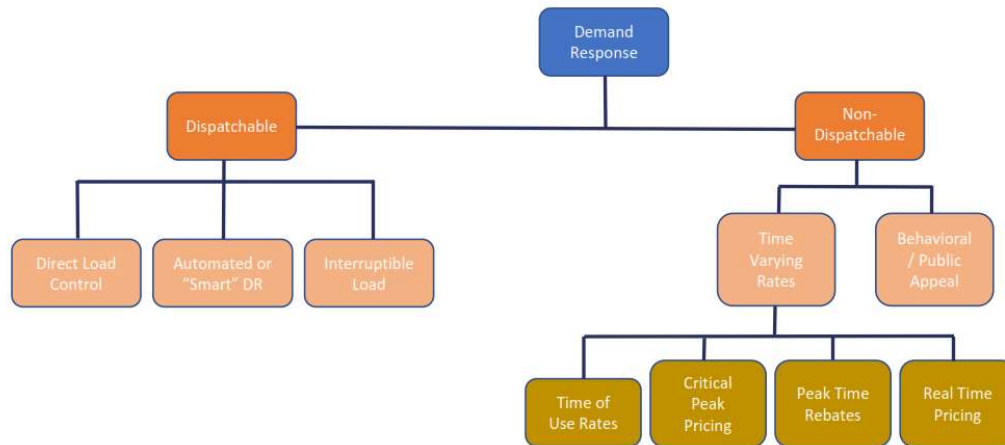 Demand
Response
Dispatchable
Non-
Dispatchable
Direct Load
Control
Automated or
“Smart” DR
Interruptible
Load
Time
Varying
Rates
Behavioral
/ Public
Appeal
Time of
Use Rates
Critical
Peak
Pricing
Peak Time
Rebates
Real Time
Pricing